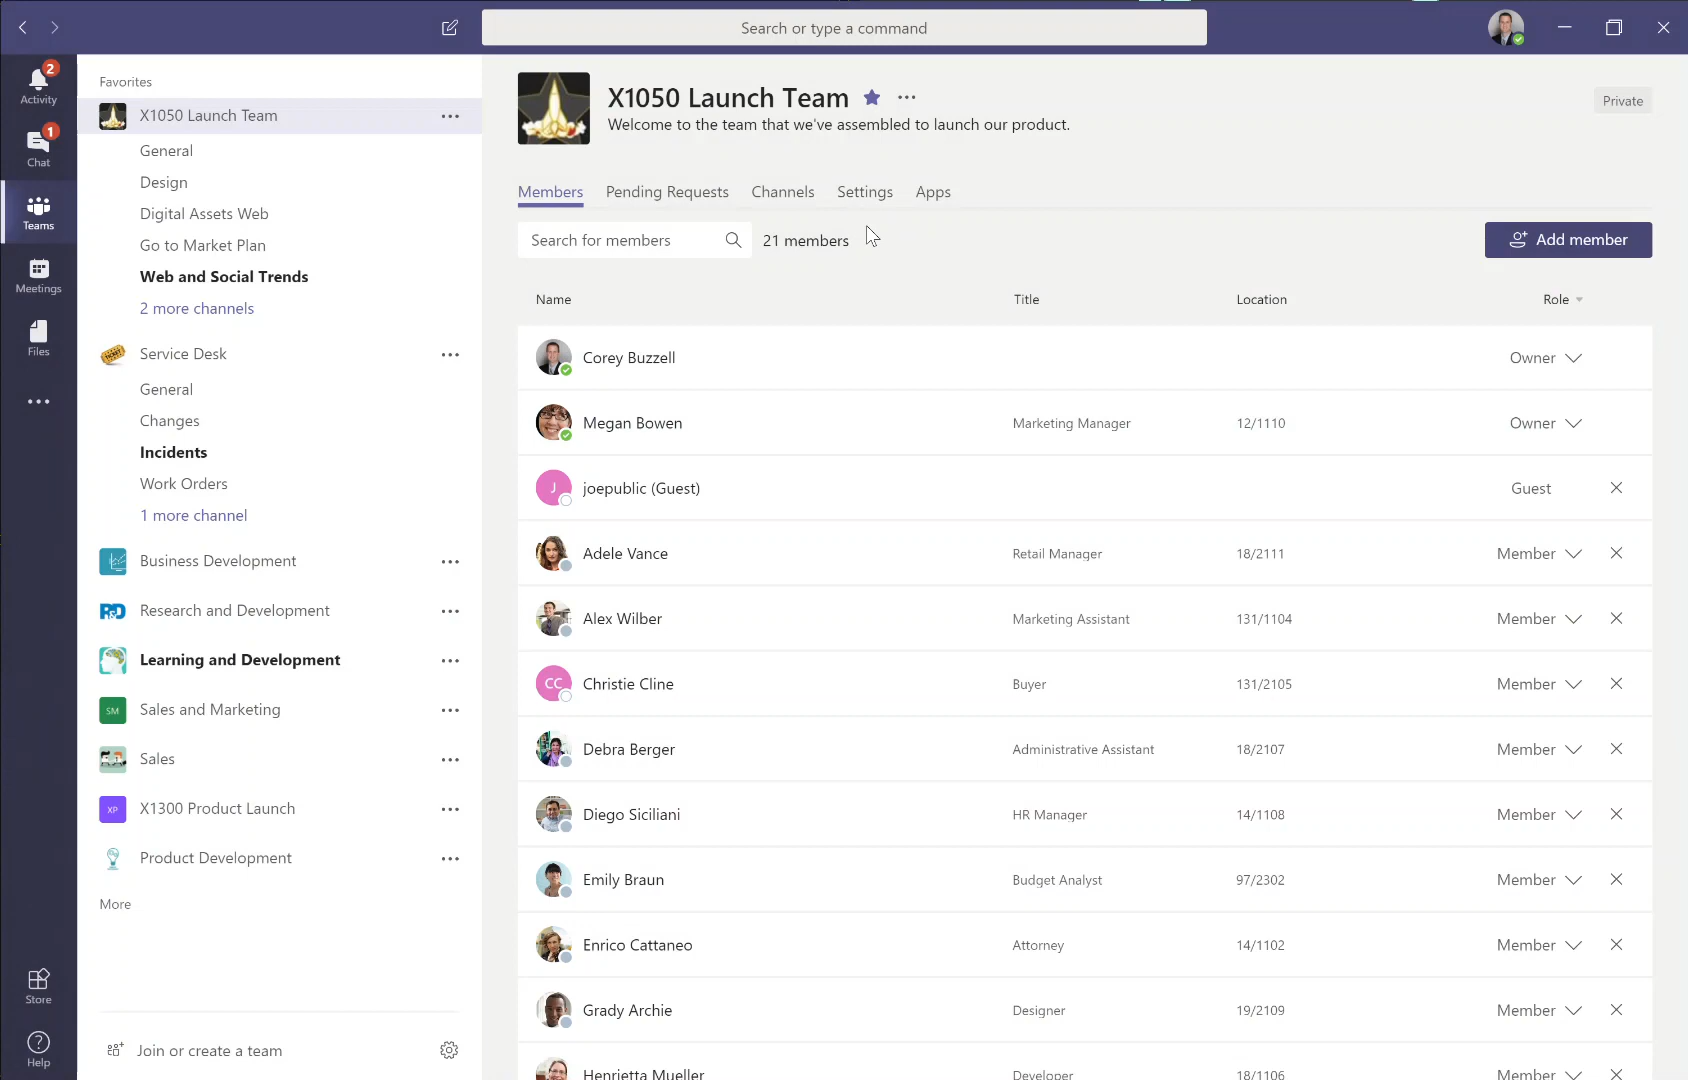 Search or type a command
2
Activity
1
Chat
Teams
Meetings
Files
Store
Help
Favorites
X1050 Launch Team
General
Design
Digital Assets Web
Go to Market Plan
Web and Social Trends
2 more channels
Service Desk
General
Changes
Incidents
Work Orders
1 more channel
Business Development
R&D
Research and Development
Learning and Development
SM
Sales and Marketing
Sales
XP
X1300 Product Launch
Product Development
More
Join or create a team
X1050 Launch Team
Private
Welcome to the team that we've assembled to launch our product.
Members Pending Requests Channels Settings Apps
Search for members 21 members Add member
Name Title Location Role
Corey Buzzell Owner
Megan Bowen Marketing Manager 12/1110 Owner
J joepublic (Guest) Guest
Adele Vance Retail Manager 18/2111 Member
Alex Wilber Marketing Assistant 131/1104 Member
CC Christie Cline Buyer 131/2105 Member
Debra Berger Administrative Assistant 18/2107 Member
Diego Siciliani HR Manager 14/1108 Member
Emily Braun Budget Analyst 97/2302 Member
Enrico Cattaneo Attorney 14/1102 Member
Grady Archie Designer 19/2109 Member
Henrietta Mueller Developer 18/1106 Member